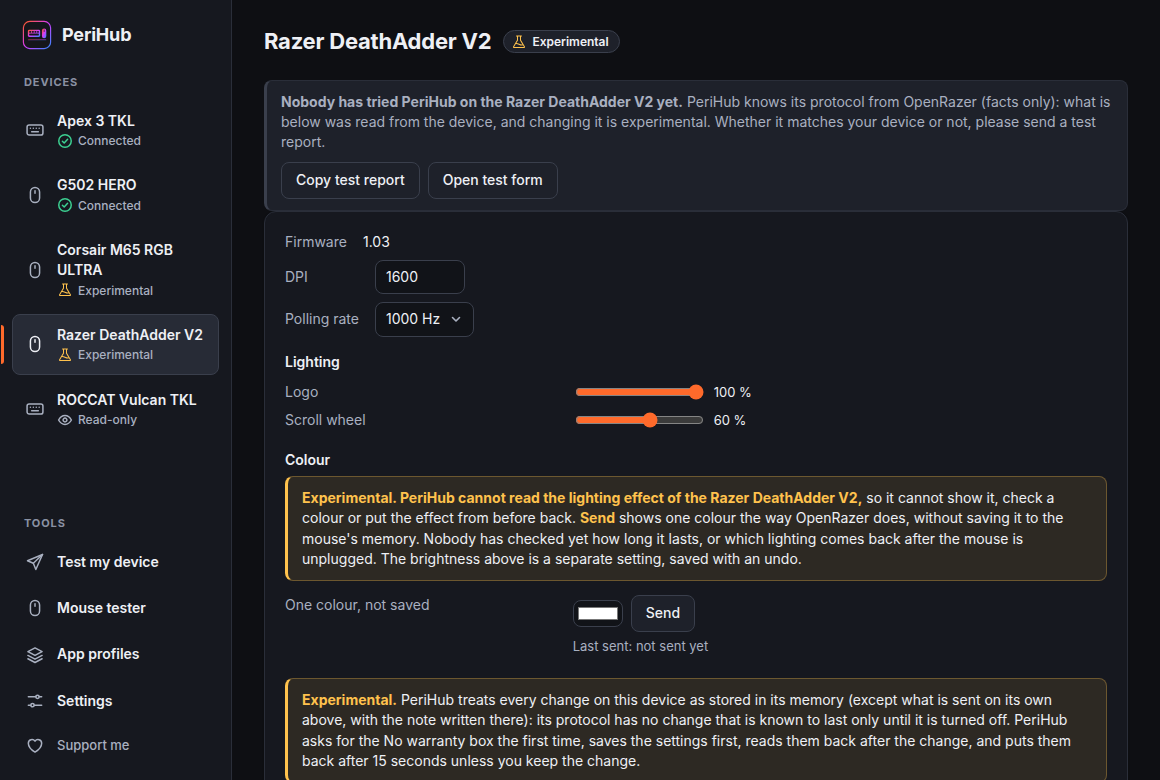 PeriHub
DEVICES
Apex 3 TKL
Connected
G502 HERO
Connected
Corsair M65 RGB
ULTRA
Experimental
Razer DeathAdder V2
Experimental
ROCCAT Vulcan TKL
Read-only
TOOLS
Test my device
Mouse tester
App profiles
Settings
Support me
Razer DeathAdder V2
Experimental
Nobody has tried PeriHub on the Razer DeathAdder V2 yet. PeriHub knows its protocol from OpenRazer (facts only): what is
below was read from the device, and changing it is experimental. Whether it matches your device or not, please send a test
report.
Copy test report
Open test form
Firmware 1.03
DPI 1600
Polling rate 1000 Hz
Lighting
Logo 100 %
Scroll wheel 60 %
Colour
Experimental. PeriHub cannot read the lighting effect of the Razer DeathAdder V2, so it cannot show it, check a
colour or put the effect from before back. Send shows one colour the way OpenRazer does, without saving it to the
mouse's memory. Nobody has checked yet how long it lasts, or which lighting comes back after the mouse is
unplugged. The brightness above is a separate setting, saved with an undo.
One colour, not saved
Send
Last sent: not sent yet
Experimental. PeriHub treats every change on this device as stored in its memory (except what is sent on its own
above, with the note written there): its protocol has no change that is known to last only until it is turned off. PeriHub
asks for the No warranty box the first time, saves the settings first, reads them back after the change, and puts them
back after 15 seconds unless you keep the change.